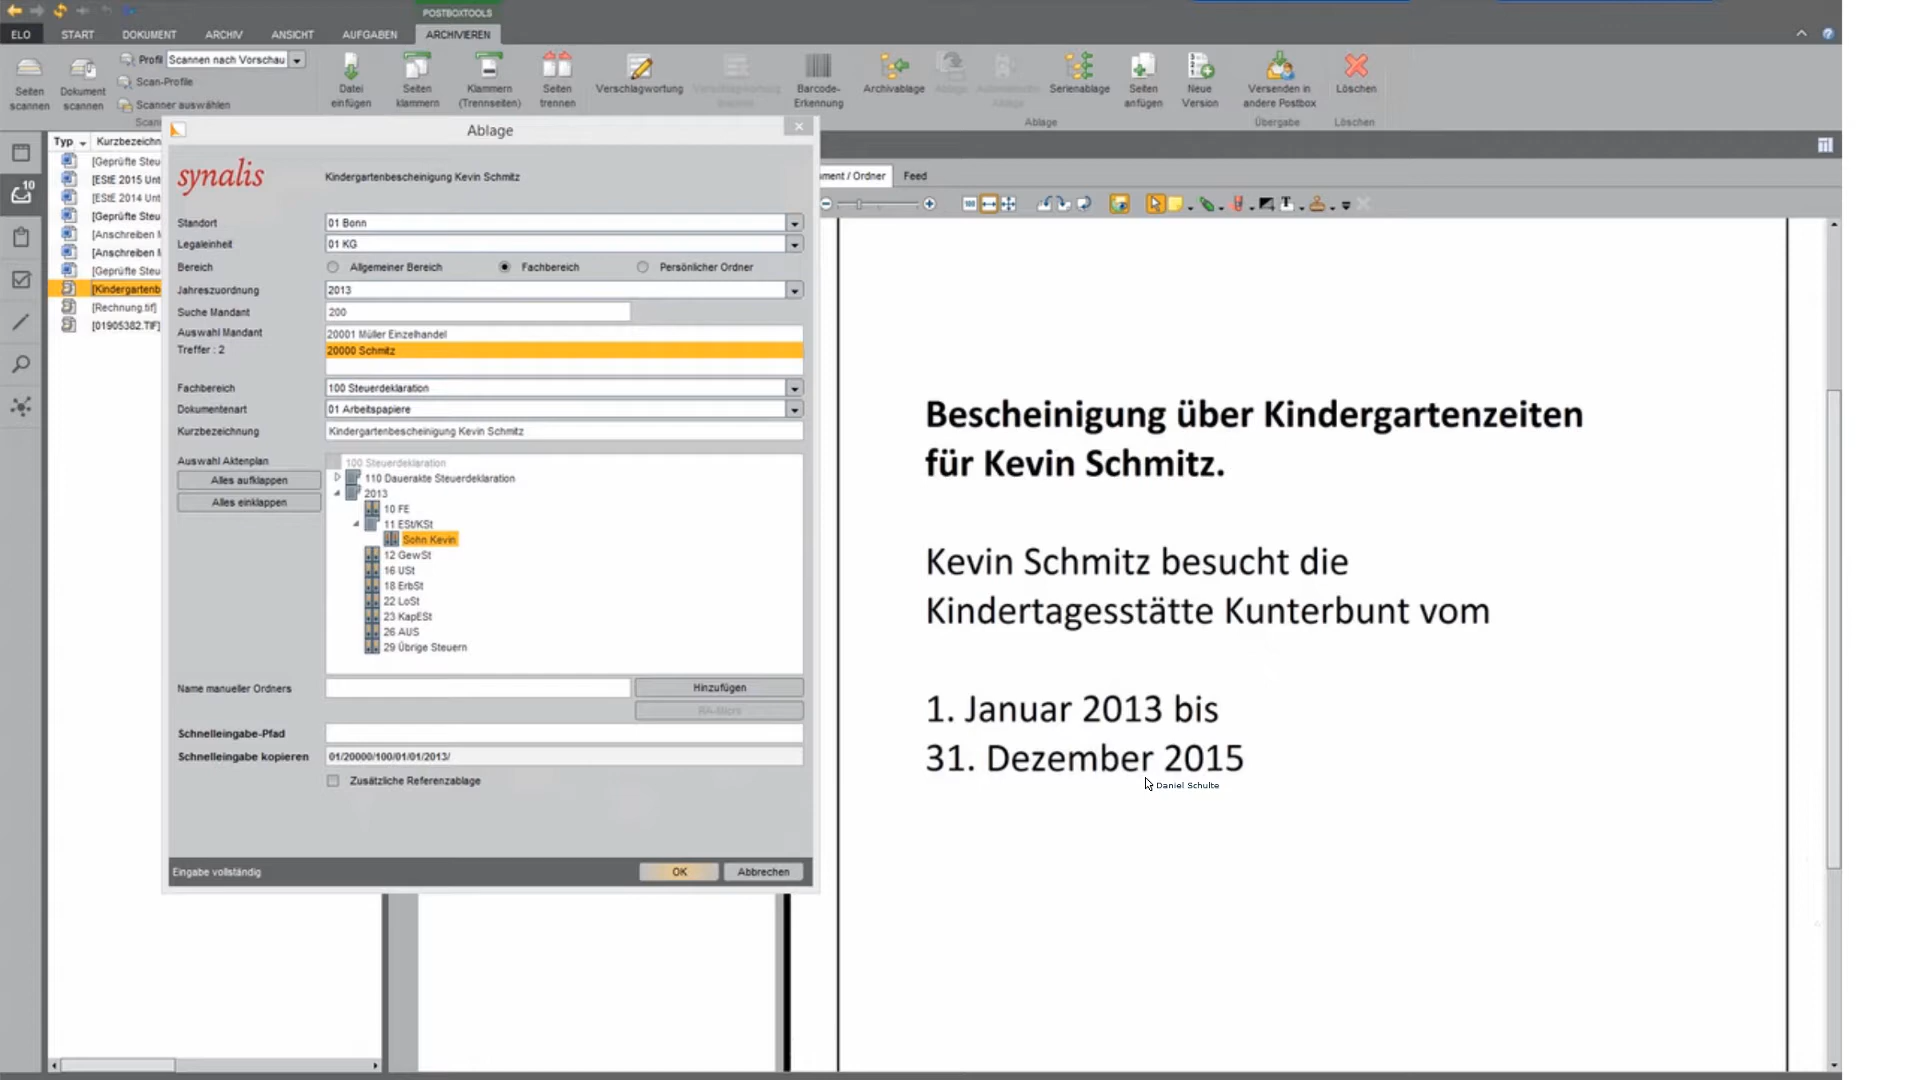 POSTBOXTOOLS
ELO START DOKUMENT ARCHIV ANSICHT AUFGABEN ARCHIVIEREN
Seiten scannen
Dokument scannen
Profil Scannen nach Vorschau
Scan-Profile
Scanner auswählen
Datei einfügen
Seiten klammern
Klammern (Trennseiten)
Seiten trennen
Verschlagwortung
Barcode-Erkennung
Archivablage
Ablage
Serienablage
Seiten anfügen
Neue Version
Versenden in andere Postbox
Löschen
Ablage
Übergabe
Löschen
Typ Kurzbezeichn
10
[Geprüfte Steu
[EStE 2015 Unt
[EStE 2014 Unt
[Geprüfte Steu
[Anschreiben M
[Anschreiben M
[Geprüfte Steu
[Kindergartenb
[Rechnung.tif]
[01905382.TIF]
Ablage
synalis
Kindergartenbescheinigung Kevin Schmitz
Standort 01 Bonn
Legaleinheit 01 KG
Bereich Allgemeiner Bereich Fachbereich Persönlicher Ordner
Jahreszuordnung 2013
Suche Mandant 200
Auswahl Mandant 20001 Müller Einzelhandel
Treffer : 2 20000 Schmitz
Fachbereich 100 Steuerdeklaration
Dokumentenart 01 Arbeitspapiere
Kurzbezeichnung Kindergartenbescheinigung Kevin Schmitz
Auswahl Aktenplan 100 Steuerdeklaration
Alles aufklappen
Alles einklappen
110 Dauerakte Steuerdeklaration
2013
10 FE
11 ESt/KSt
Sohn Kevin
12 GewSt
16 USt
18 ErbSt
22 LoSt
23 KapESt
26 AUS
29 Übrige Steuern
Name manueller Ordners Hinzufügen
RA-Micro
Schnelleingabe-Pfad
Schnelleingabe kopieren 01/20000/100/01/01/2013/
Zusätzliche Referenzablage
Eingabe vollständig OK Abbrechen
ment / Ordner Feed
Bescheinigung über Kindergartenzeiten
für Kevin Schmitz.
Kevin Schmitz besucht die
Kindertagesstätte Kunterbunt vom
1. Januar 2013 bis
31. Dezember 2015
Daniel Schulte